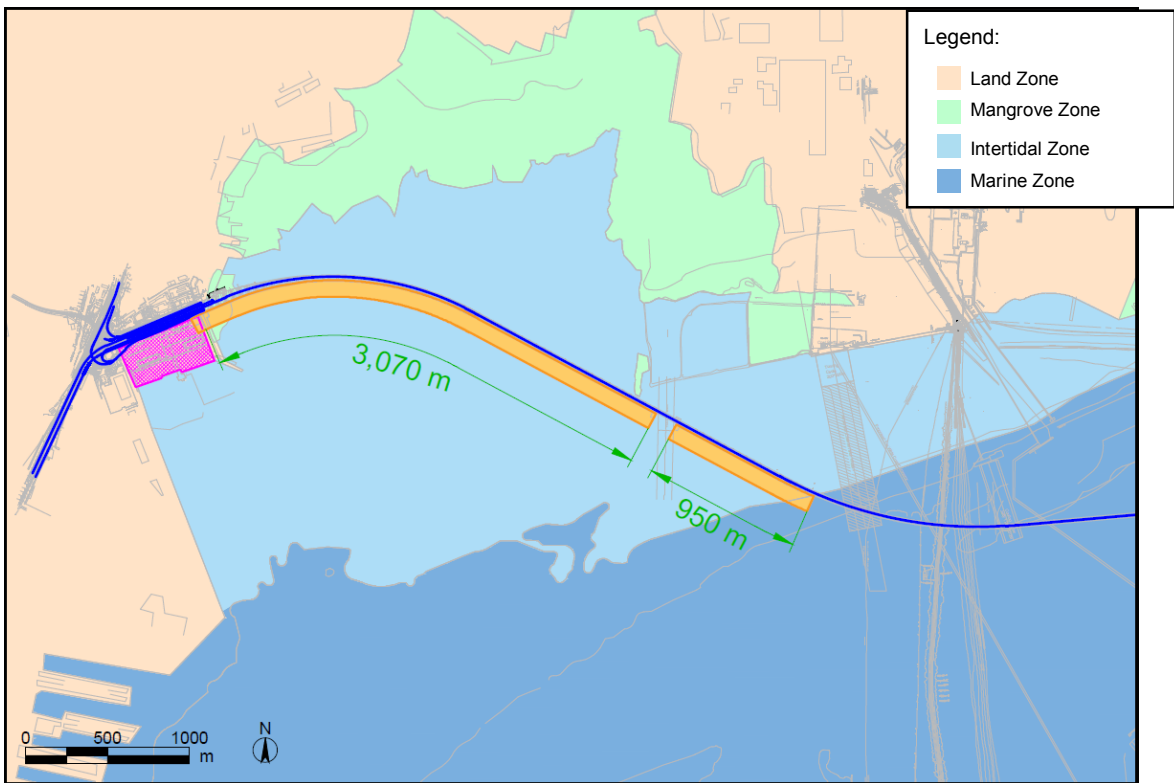 Legend:
Land Zone
Mangrove Zone
Intertidal Zone
Marine Zone
3,070 m
950 m
N
0 500 1000
m